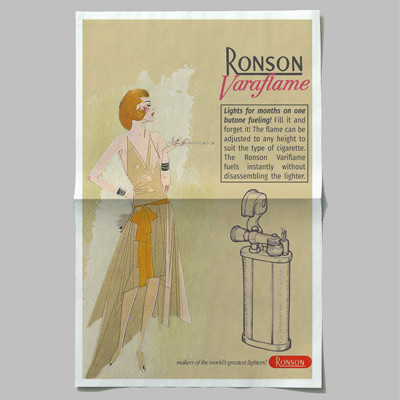 RONSON
Varaflame
Lights for months on one
butane fueling! Fill it and
forget it! The flame can be
adjusted to any height to
suit the type of cigarette.
The Ronson Variflame
fuels instantly without
disassembling the lighter.
makers of the world's greatest lighters!
RONSON